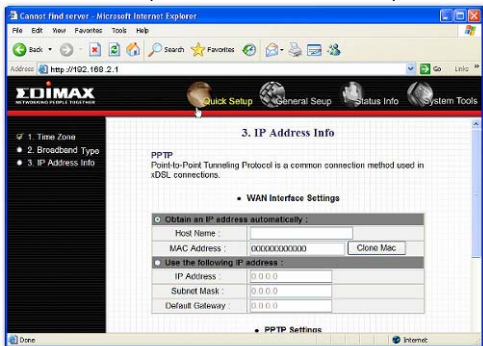 Cannot find server - Microsoft Internet Explorer
File Edit View Favorites Tools Help
Back Search Favorites
Address http://192.168.2.1 Go Links
EDIMAX
NETWORKING PEOPLE TOGETHER
Quick Setup General Seup Status Info System Tools
1. Time Zone
2. Broadband Type
3. IP Address Info
3. IP Address Info
PPTP
Point-to-Point Tunneling Protocol is a common connection method used in
xDSL connections.
WAN Interface Settings
Obtain an IP address automatically :
Host Name :
MAC Address : 000000000000 Clone Mac
Use the following IP address :
IP Address : 0.0.0.0
Subnet Mask : 0.0.0.0
Default Gateway : 0.0.0.0
PPTP Settings
Done Internet